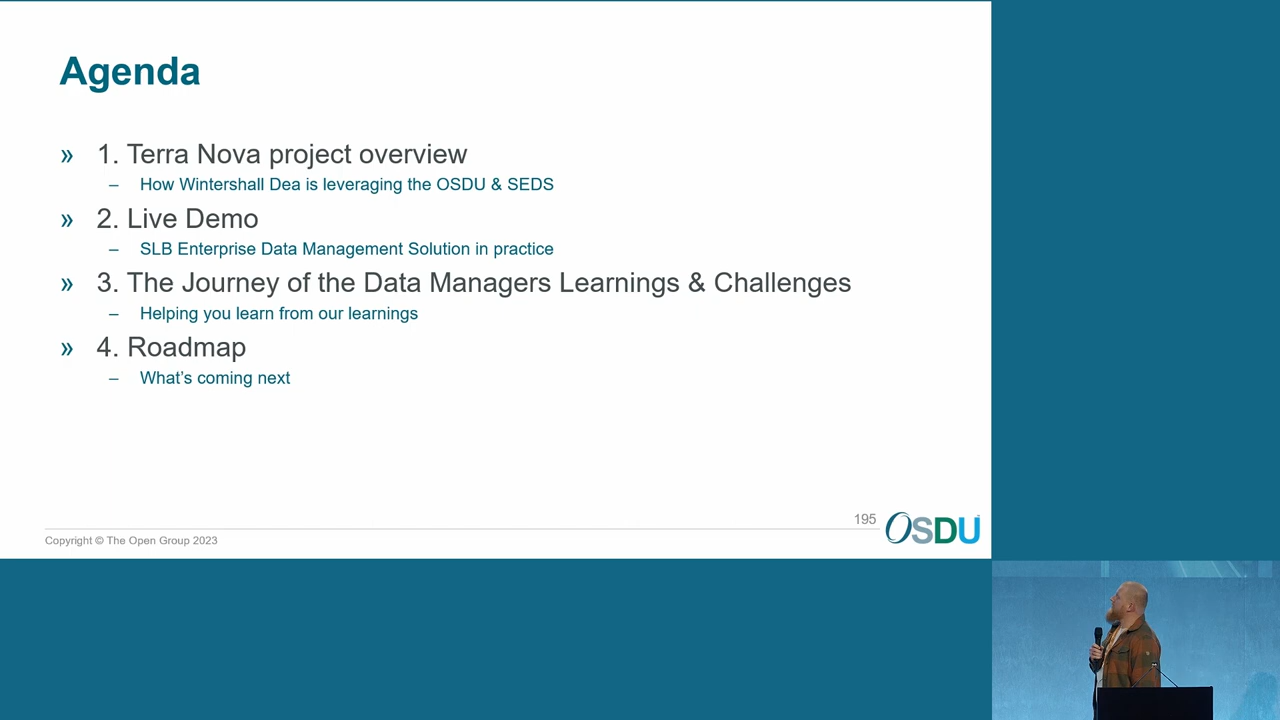 Agenda
» 1. Terra Nova project overview
– How Wintershall Dea is leveraging the OSDU & SEDS
» 2. Live Demo
– SLB Enterprise Data Management Solution in practice
» 3. The Journey of the Data Managers Learnings & Challenges
– Helping you learn from our learnings
» 4. Roadmap
– What’s coming next
195
OSDU
Copyright © The Open Group 2023